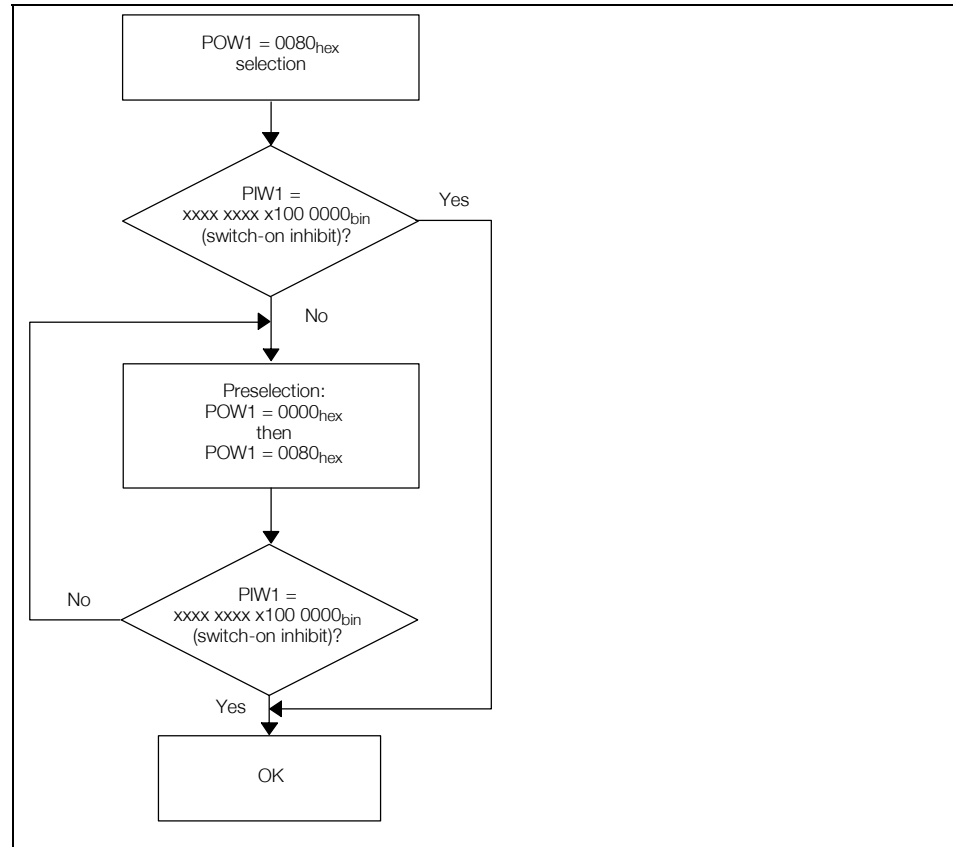 POW1 = 0080hex
selection
PIW1 =
xxxx xxxx x100 0000bin
(switch-on inhibit)?
Yes
No
Preselection:
POW1 = 0000hex
then
POW1 = 0080hex
PIW1 =
xxxx xxxx x100 0000bin
(switch-on inhibit)?
No
Yes
OK